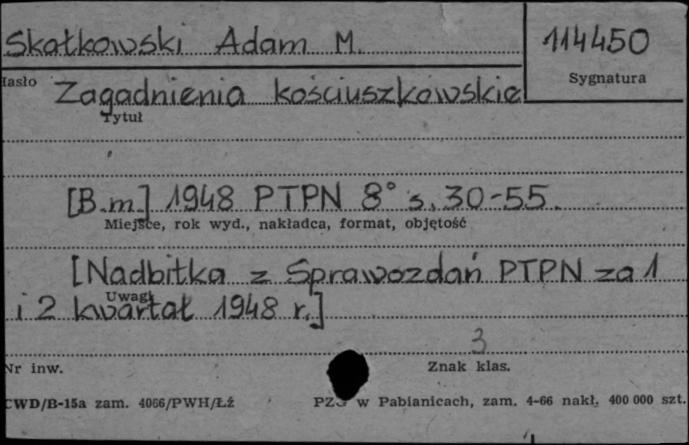 Skałkowski Adam M.
114450
Hasło
Sygnatura
Zagadnienia kościuszkowskie
Tytuł
[B.m.] 1948 PTPN 8° s. 30-55.
Miejsce, rok wyd., nakładca, format, objętość
[Nadbitka z Sprawozdań PTPN za 1
Uwagi
i 2 kwartał 1948 r.]
3
Nr inw.
Znak klas.
CWD/B-15a zam. 4066/PWH/Łź
PZG w Pabianicach, zam. 4-66 nakł. 400 000 szt.